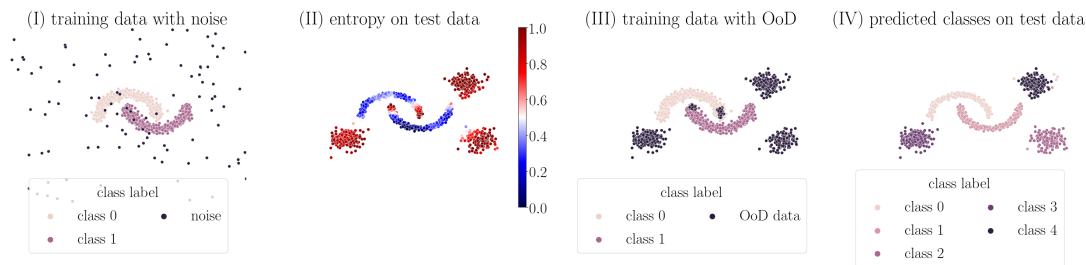 (I) training data with noise
class label
class 0
noise
class 1
(II) entropy on test data
1.0
0.8
0.6
0.4
0.2
0.0
(III) training data with OoD
class label
class 0
OoD data
class 1
(IV) predicted classes on test data
class label
class 0
class 3
class 1
class 4
class 2